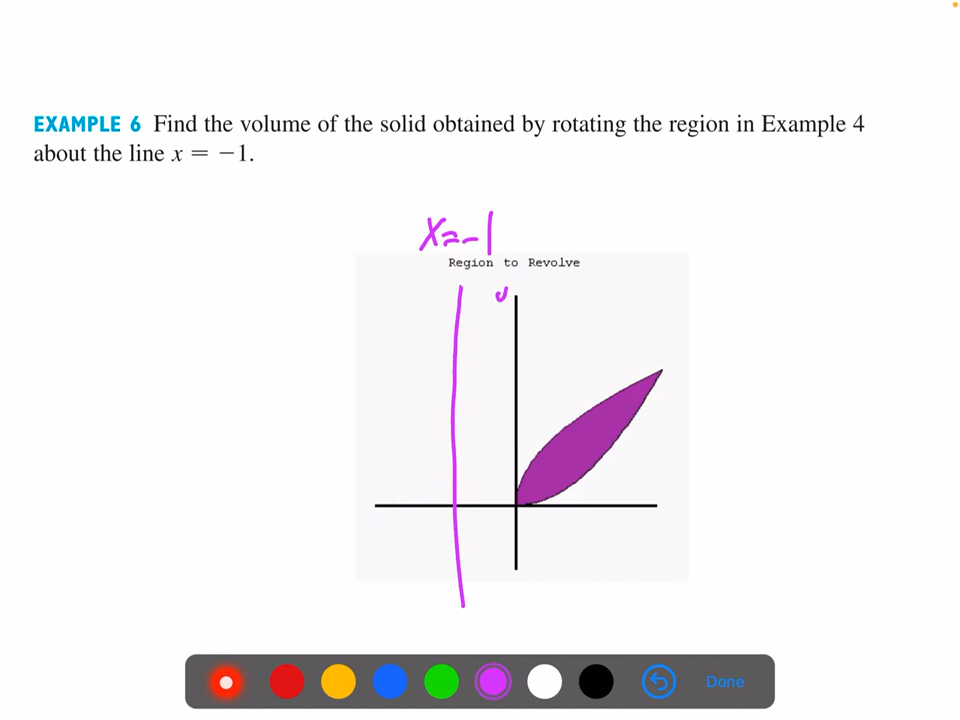 EXAMPLE 6 Find the volume of the solid obtained by rotating the region in Example 4
about the line x = −1.
x=-1
Region to Revolve
Done